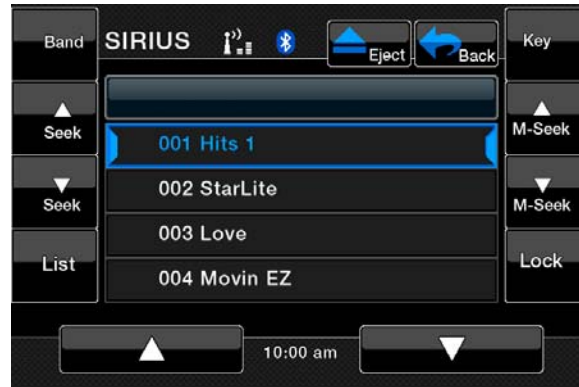 Band
SIRIUS
Eject
Back
Key
Seek
M-Seek
001 Hits 1
002 StarLite
Seek
M-Seek
003 Love
List
Lock
004 Movin EZ
10:00 am